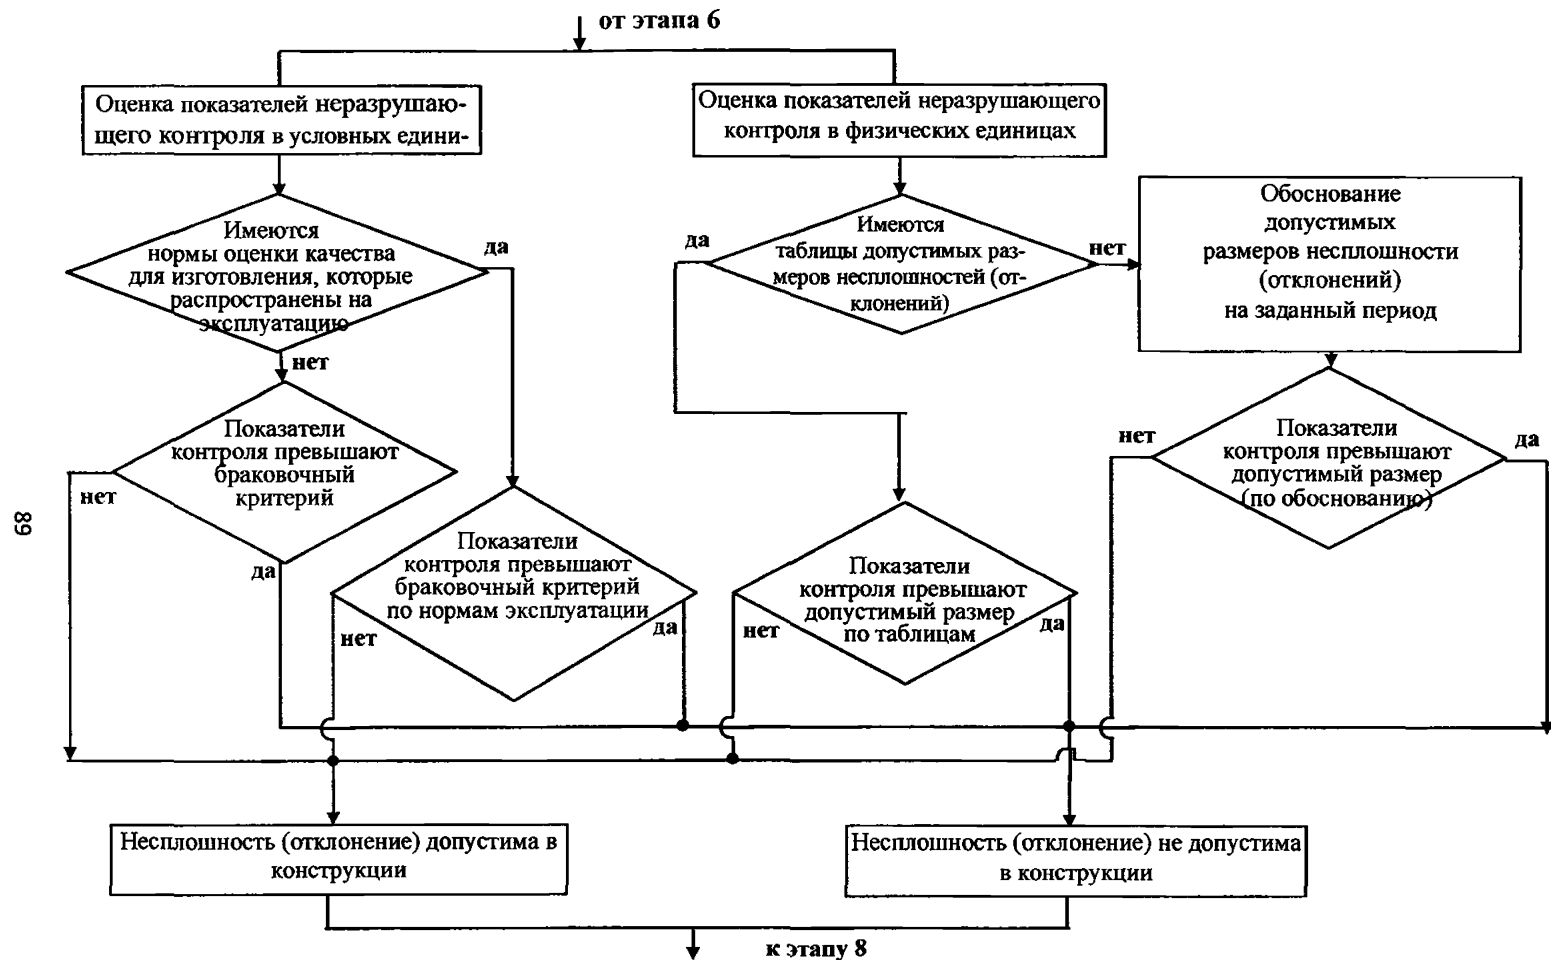 от этапа 6
Оценка показателей неразрушаю-
щего контроля в условных едини-
Оценка показателей неразрушающего
контроля в физических единицах
Имеются
нормы оценки качества
для изготовления, которые
распространены на
эксплуатацию
да
нет
Имеются
таблицы допустимых раз-
меров несплошностей (от-
клонений)
да
нет
Обоснование
допустимых
размеров несплошности
(отклонений)
на заданный период
Показатели
контроля превышают
браковочный
критерий
нет
да
Показатели
контроля превышают
браковочный критерий
по нормам эксплуатации
нет
да
Показатели
контроля превышают
допустимый размер
по таблицам
нет
да
Показатели
контроля превышают
допустимый размер
(по обоснованию)
нет
да
89
Несплошность (отклонение) допустима в
конструкции
Несплошность (отклонение) не допустима
в конструкции
к этапу 8